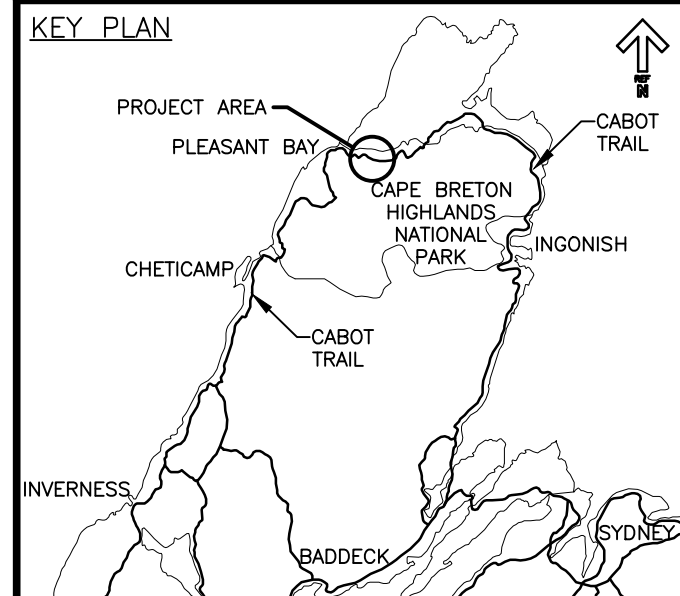 KEY PLAN
REF
N
PROJECT AREA
CABOT
TRAIL
PLEASANT BAY
CAPE BRETON
HIGHLANDS
NATIONAL
PARK
INGONISH
CHETICAMP
CABOT
TRAIL
INVERNESS
SYDNEY
BADDECK